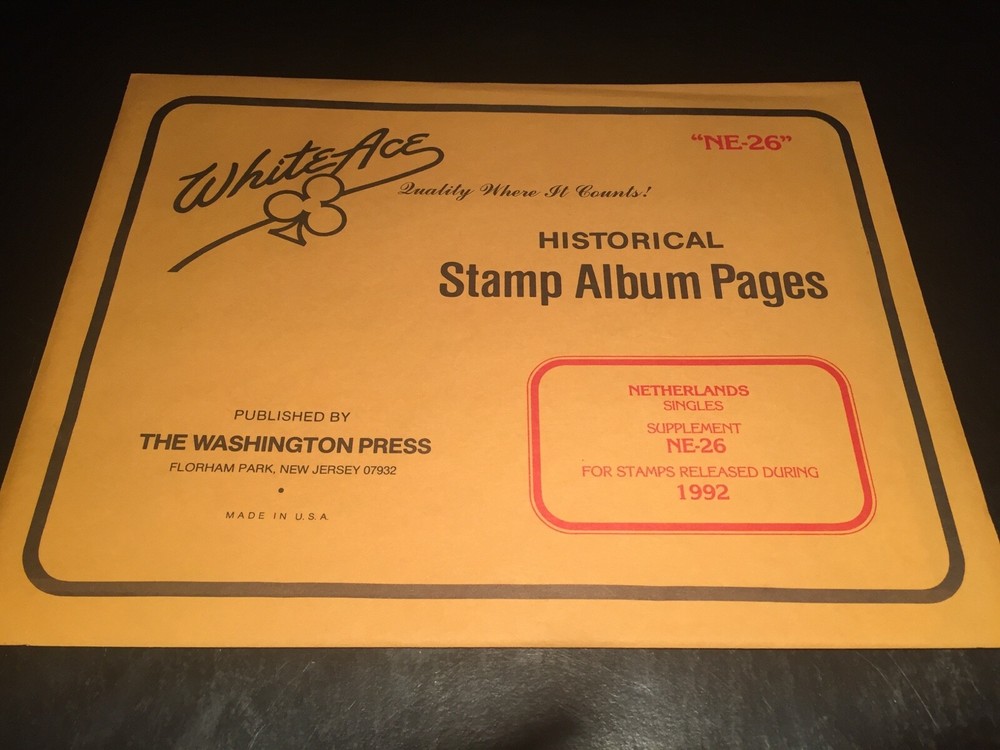 "NE-26"
White Ace
Quality Where It Counts!
HISTORICAL
Stamp Album Pages
PUBLISHED BY
THE WASHINGTON PRESS
FLORHAM PARK, NEW JERSEY 07932
•
MADE IN U.S.A.
NETHERLANDS
SINGLES
SUPPLEMENT
NE-26
FOR STAMPS RELEASED DURING
1992